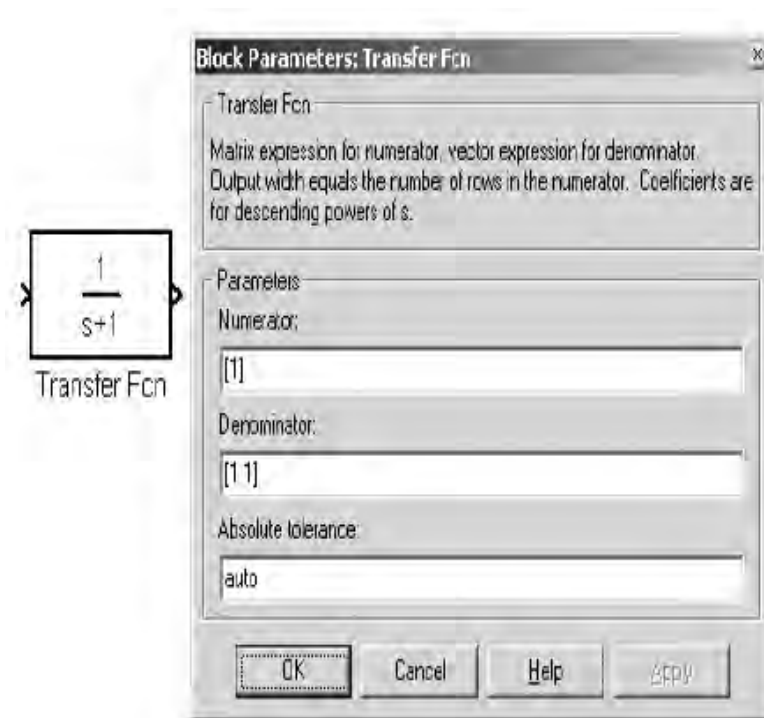 Block Parameters: Transfer Fcn
Transfer Fcn
Matrix expression for numerator, vector expression for denominator.
Output width equals the number of rows in the numerator. Coefficients are
for descending powers of s.
1
s+1
Transfer Fcn
Parameters
Numerator:
[1]
Denominator:
[1 1]
Absolute tolerance:
auto
OK
Cancel
Help
Apply